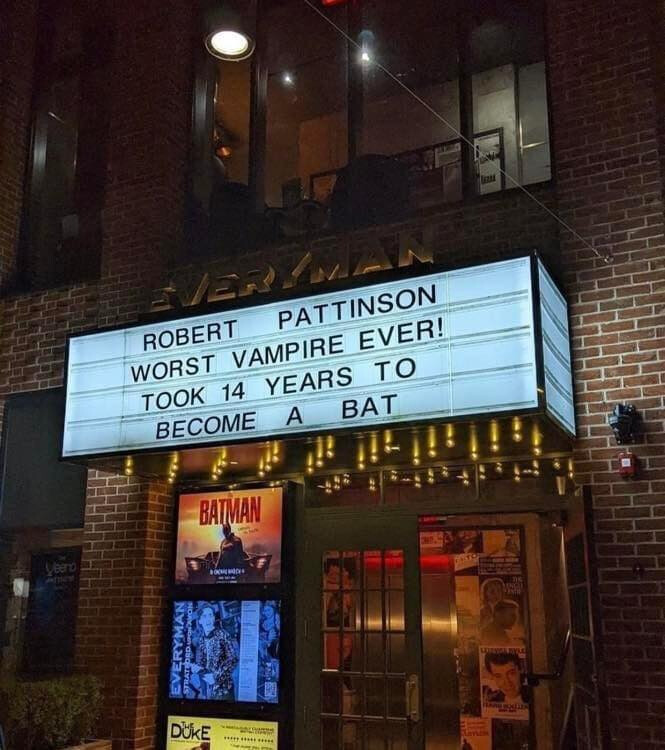 EVERYMAN
ROBERT PATTINSON
WORST VAMPIRE EVER!
TOOK 14 YEARS TO
BECOME A BAT
BATMAN
EVERYMAN
THE DUKE